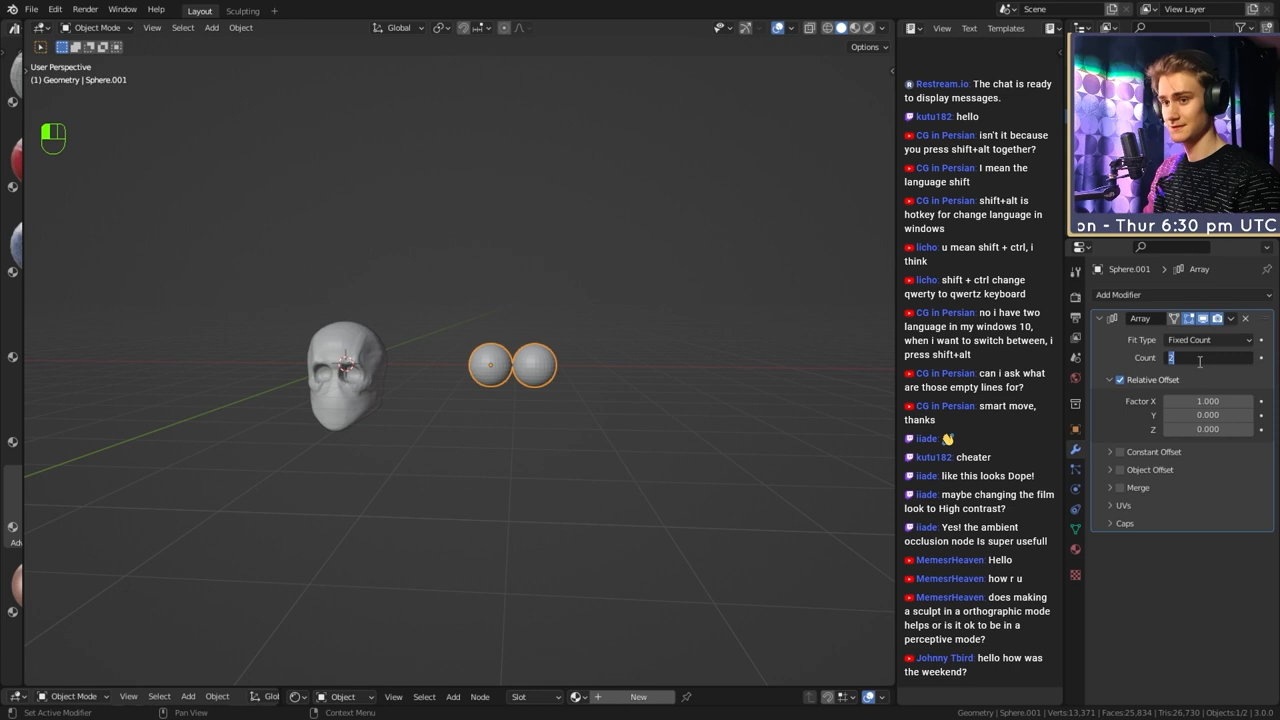 File Edit Render Window Help Layout Sculpting + Scene View Layer
Object Mode View Select Add Object Global View Text Templates
Options
User Perspective
(1) Geometry | Sphere.001
Restream.io: The chat is ready
to display messages.
kutu182: hello
CG in Persian: isn't it because
you press shift+alt together?
CG in Persian: I mean the
language shift
CG in Persian: shift+alt is
hotkey for change language in
windows
licho: u mean shift + ctrl, i
think
licho: shift + ctrl change
qwerty to qwertz keyboard
CG in Persian: no i have two
language in my windows 10,
when i want to switch between, i
press shift+alt
CG in Persian: can i ask what
are those empty lines for?
CG in Persian: smart move,
thanks
iiade: 👋
kutu182: cheater
iiade: like this looks Dope!
iiade: maybe changing the film
look to High contrast?
iiade: Yes! the ambient
occlusion node Is super usefull
MemesrHeaven: Hello
MemesrHeaven: how r u
MemesrHeaven: does making
a sculpt in a orthographic mode
helps or is it ok to be in a
perceptive mode?
Johnny Tbird: hello how was
the weekend?
on - Thur 6:30 pm UTC
Sphere.001 > Array
Add Modifier
Array
Fit Type Fixed Count
Count 2
Relative Offset
Factor X 1.000
Y 0.000
Z 0.000
Constant Offset
Object Offset
Merge
UVs
Caps
Object Mode View Select Add Object Object View Select Add Node Slot New
Set Active Modifier Pan View Context Menu Geometry | Sphere.001 | Verts:13,371 | Faces:25,834 | Tris:26,730 | Objects:1/2 | 3.0.0